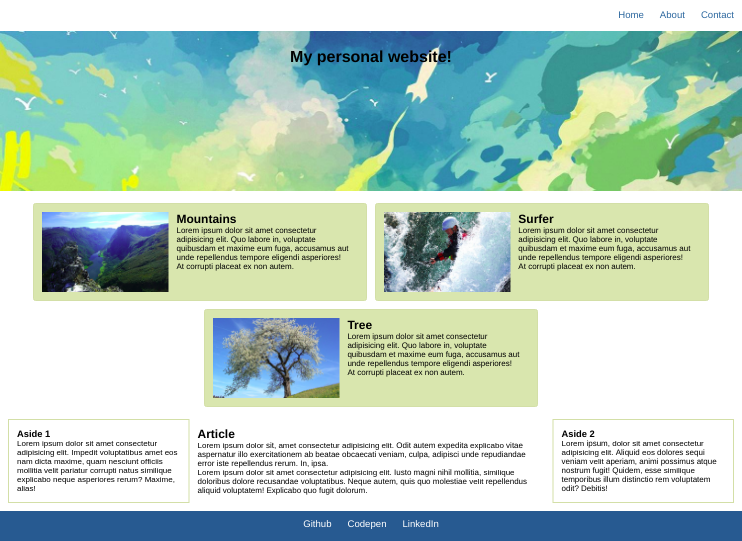 Home About Contact
My personal website!
Mountains
Lorem ipsum dolor sit amet consectetur
adipisicing elit. Quo labore in, voluptate
quibusdam et maxime eum fuga, accusamus aut
unde repellendus tempore eligendi asperiores!
At corrupti placeat ex non autem.
Surfer
Lorem ipsum dolor sit amet consectetur
adipisicing elit. Quo labore in, voluptate
quibusdam et maxime eum fuga, accusamus aut
unde repellendus tempore eligendi asperiores!
At corrupti placeat ex non autem.
Tree
Lorem ipsum dolor sit amet consectetur
adipisicing elit. Quo labore in, voluptate
quibusdam et maxime eum fuga, accusamus aut
unde repellendus tempore eligendi asperiores!
At corrupti placeat ex non autem.
Aside 1
Lorem ipsum dolor sit amet consectetur
adipisicing elit. Impedit voluptatibus amet eos
nam dicta maxime, quam nesciunt officiis
mollitia velit pariatur corrupti natus similique
explicabo neque asperiores rerum? Maxime,
alias!
Article
Lorem ipsum dolor sit, amet consectetur adipisicing elit. Odit autem expedita explicabo vitae
aspernatur illo exercitationem ab beatae obcaecati veniam, culpa, adipisci unde repudiandae
error iste repellendus rerum. In, ipsa.
Lorem ipsum dolor sit amet consectetur adipisicing elit. Iusto magni nihil mollitia, similique
doloribus dolore recusandae voluptatibus. Neque autem, quis quo molestiae velit repellendus
aliquid voluptatem! Explicabo quo fugit dolorum.
Aside 2
Lorem ipsum, dolor sit amet consectetur
adipisicing elit. Aliquid eos dolores sequi
veniam velit aperiam, animi possimus atque
nostrum fugit! Quidem, esse similique
temporibus illum distinctio rem voluptatem
odit? Debitis!
Github Codepen LinkedIn